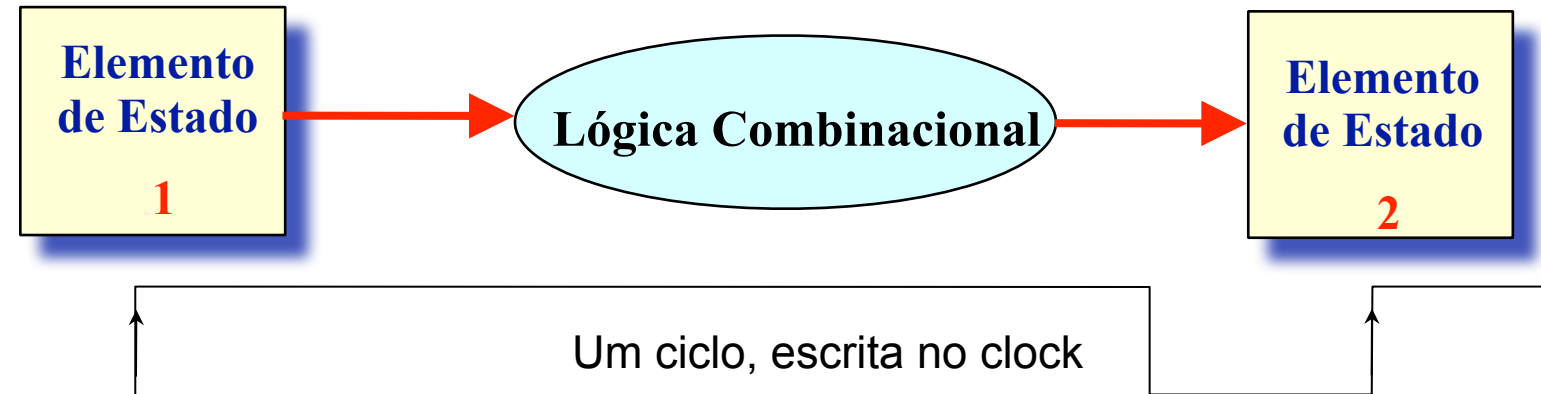 Elemento
de Estado
1
Lógica Combinacional
Elemento
de Estado
2
Um ciclo, escrita no clock